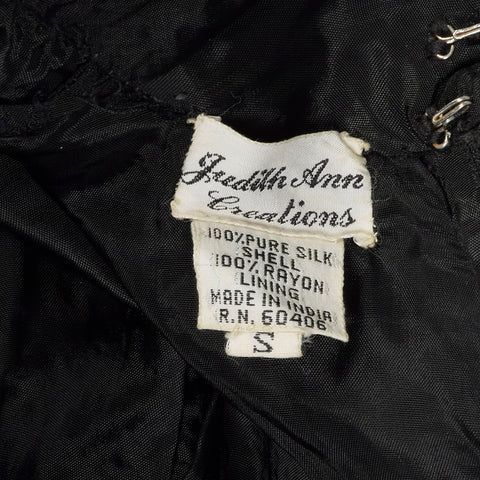 Judith Ann
Creations
100% PURE SILK
SHELL
100% RAYON
LINING
MADE IN INDIA
R.N. 60406
S